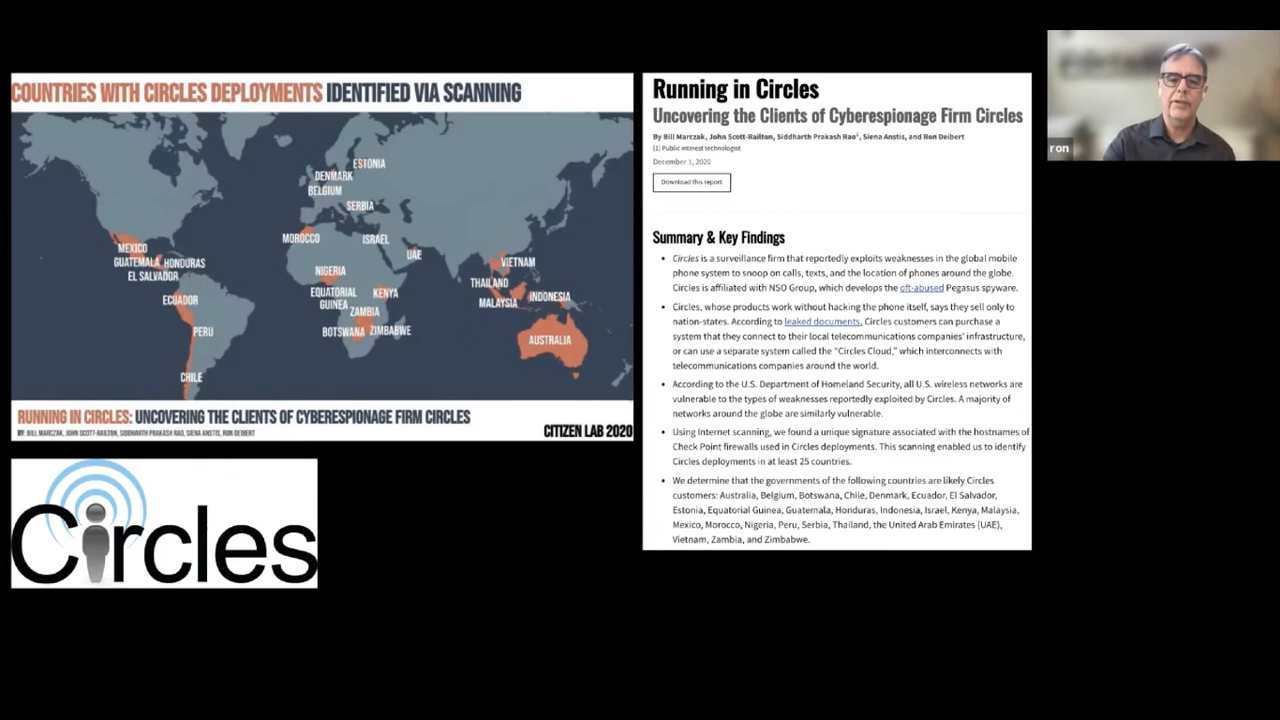 COUNTRIES WITH CIRCLES DEPLOYMENTS IDENTIFIED VIA SCANNING
ESTONIA
DENMARK
BELGIUM
SERBIA
MOROCCO
ISRAEL
UAE
MEXICO
GUATEMALA HONDURAS
EL SALVADOR
NIGERIA
VIETNAM
THAILAND
EQUATORIAL
GUINEA
KENYA
MALAYSIA
INDONESIA
ECUADOR
ZAMBIA
PERU
BOTSWANA
ZIMBABWE
AUSTRALIA
CHILE
RUNNING IN CIRCLES: UNCOVERING THE CLIENTS OF CYBERESPIONAGE FIRM CIRCLES
BY: BILL MARCZAK, JOHN SCOTT-RAILTON, SIDDHARTH PRAKASH RAO, SIENA ANSTIS, RON DEIBERT
CITIZEN LAB 2020
Circles
Running in Circles
Uncovering the Clients of Cyberespionage Firm Circles
By Bill Marczak, John Scott-Railton, Siddharth Prakash Rao¹, Siena Anstis, and Ron Deibert
[1] Public interest technologist
December 1, 2020
Download this report
Summary & Key Findings
• Circles is a surveillance firm that reportedly exploits weaknesses in the global mobile
phone system to snoop on calls, texts, and the location of phones around the globe.
Circles is affiliated with NSO Group, which develops the oft-abused Pegasus spyware.
• Circles, whose products work without hacking the phone itself, says they sell only to
nation-states. According to leaked documents, Circles customers can purchase a
system that they connect to their local telecommunications companies' infrastructure,
or can use a separate system called the "Circles Cloud," which interconnects with
telecommunications companies around the world.
• According to the U.S. Department of Homeland Security, all U.S. wireless networks are
vulnerable to the types of weaknesses reportedly exploited by Circles. A majority of
networks around the globe are similarly vulnerable.
• Using Internet scanning, we found a unique signature associated with the hostnames of
Check Point firewalls used in Circles deployments. This scanning enabled us to identify
Circles deployments in at least 25 countries.
• We determine that the governments of the following countries are likely Circles
customers: Australia, Belgium, Botswana, Chile, Denmark, Ecuador, El Salvador,
Estonia, Equatorial Guinea, Guatemala, Honduras, Indonesia, Israel, Kenya, Malaysia,
Mexico, Morocco, Nigeria, Peru, Serbia, Thailand, the United Arab Emirates (UAE),
Vietnam, Zambia, and Zimbabwe.
ron